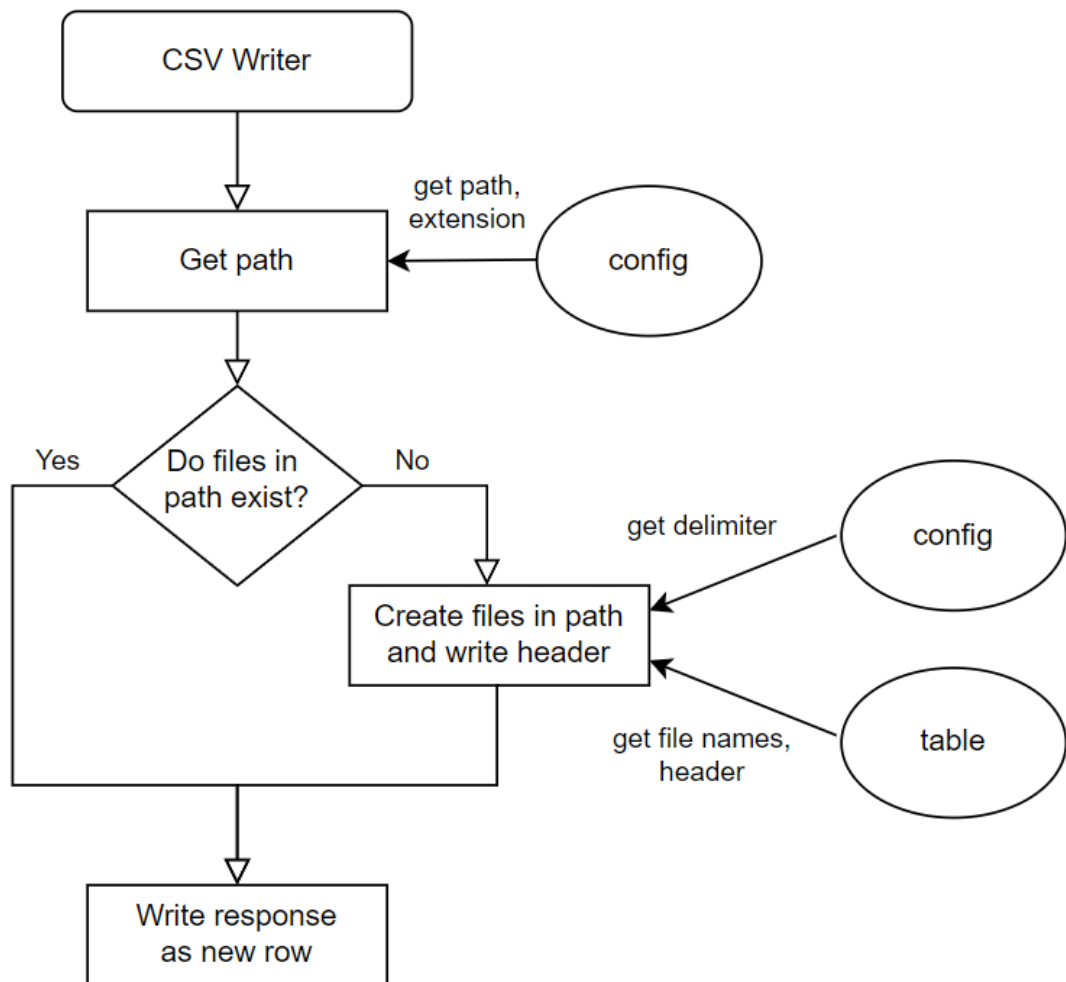 CSV Writer
get path,
extension
Get path
config
Yes
Do files in
path exist?
No
get delimiter
config
Create files in path
and write header
get file names,
header
table
Write response
as new row